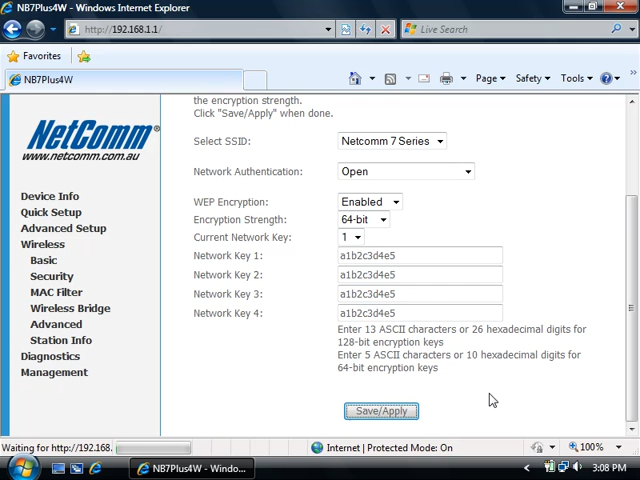 NB7Plus4W - Windows Internet Explorer
http://192.168.1.1/
Live Search
Favorites
NB7Plus4W
Page
Safety
Tools
NetComm®
www.netcomm.com.au
Device Info
Quick Setup
Advanced Setup
Wireless
Basic
Security
MAC Filter
Wireless Bridge
Advanced
Station Info
Diagnostics
Management
the encryption strength.
Click "Save/Apply" when done.
Select SSID: Netcomm 7 Series
Network Authentication: Open
WEP Encryption: Enabled
Encryption Strength: 64-bit
Current Network Key: 1
Network Key 1: a1b2c3d4e5
Network Key 2: a1b2c3d4e5
Network Key 3: a1b2c3d4e5
Network Key 4: a1b2c3d4e5
Enter 13 ASCII characters or 26 hexadecimal digits for
128-bit encryption keys
Enter 5 ASCII characters or 10 hexadecimal digits for
64-bit encryption keys
Save/Apply
Waiting for http://192.168.
Internet | Protected Mode: On
100%
NB7Plus4W - Windo...
3:08 PM